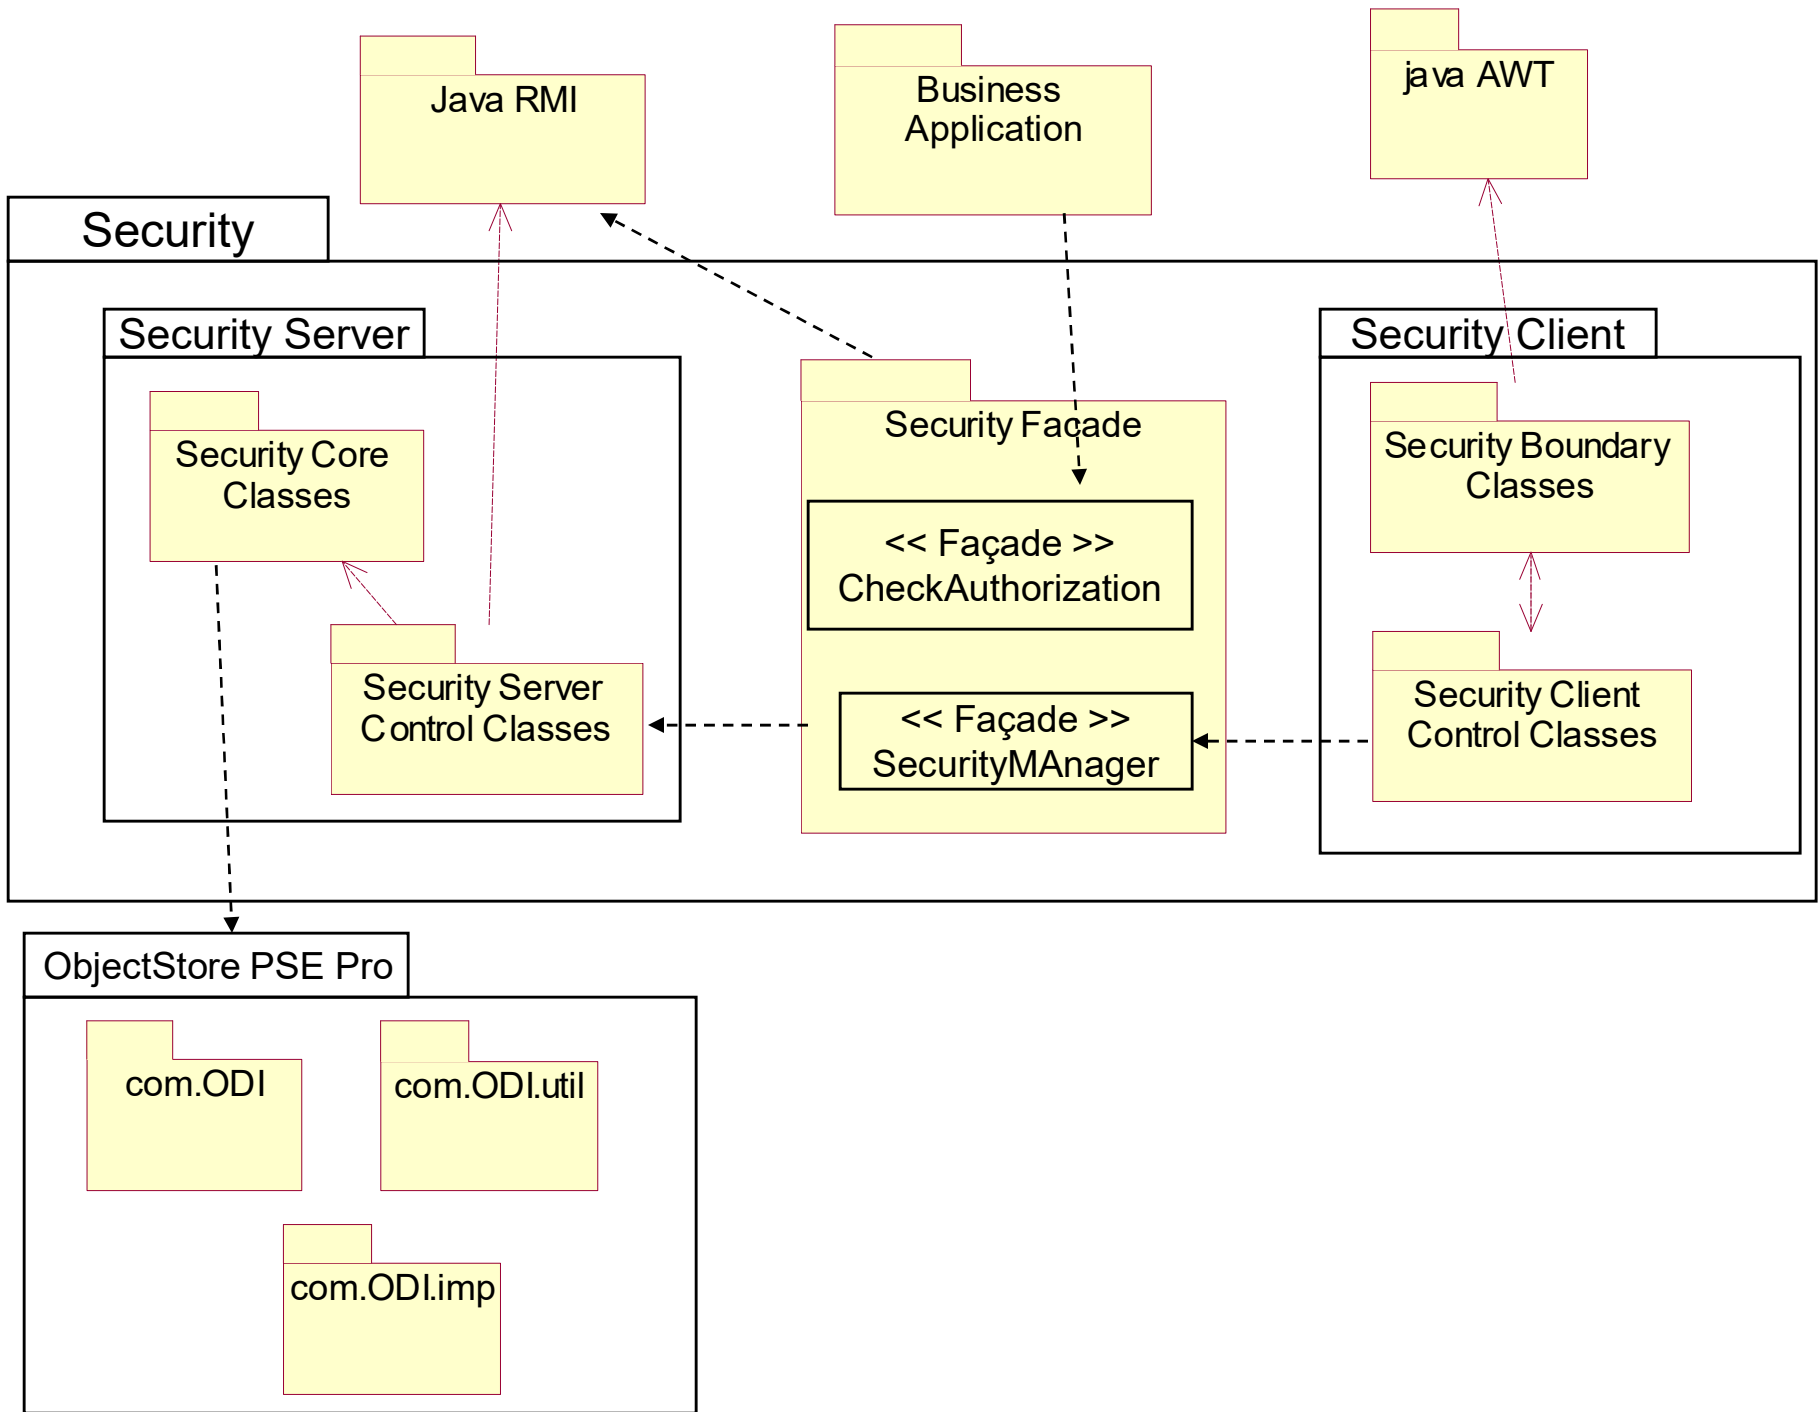 Java RMI
Business
Application
java AWT
Security
Security Server
Security Client
Security Core
Classes
Security Facade
Security Boundary
Classes
<< Façade >>
CheckAuthorization
Security Server
Control Classes
<< Façade >>
SecurityMAnager
Security Client
Control Classes
ObjectStore PSE Pro
com.ODI
com.ODI.util
com.ODI.imp